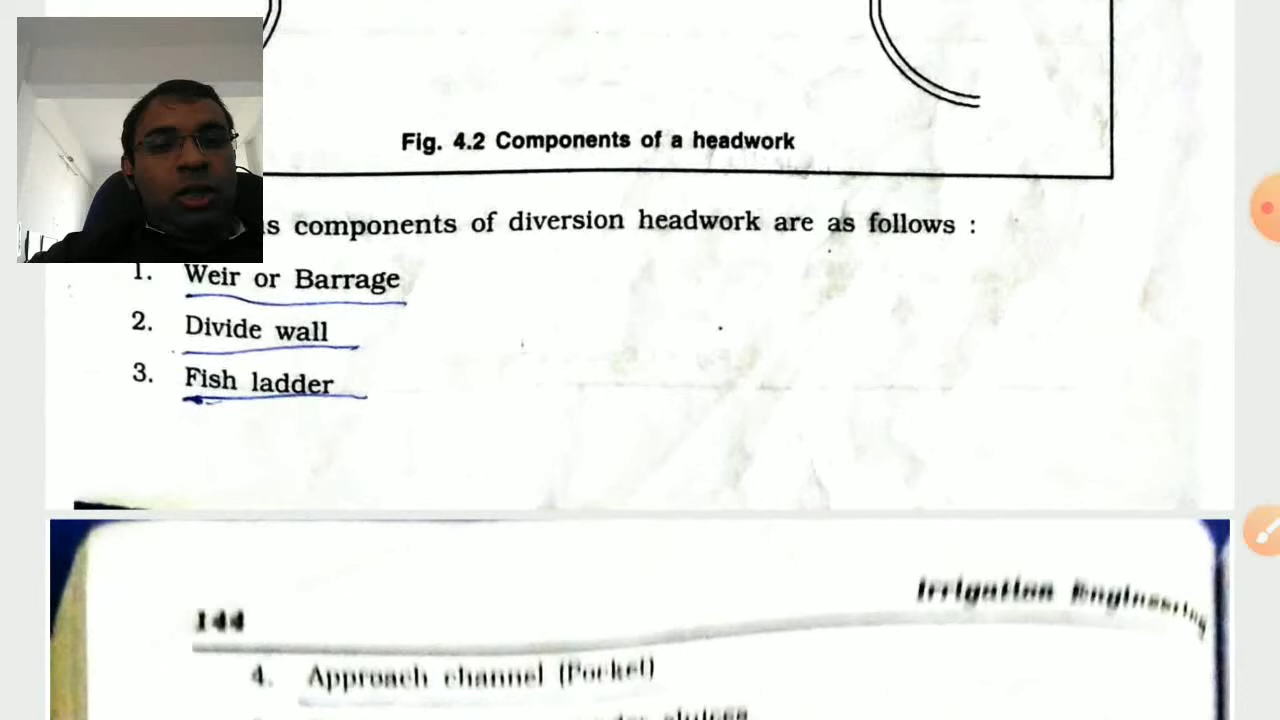 Fig. 4.2 Components of a headwork
s components of diversion headwork are as follows :
1. Weir or Barrage
2. Divide wall
3. Fish ladder
Irrigation Engineering
144
4. Approach channel (Pocket)
sluices